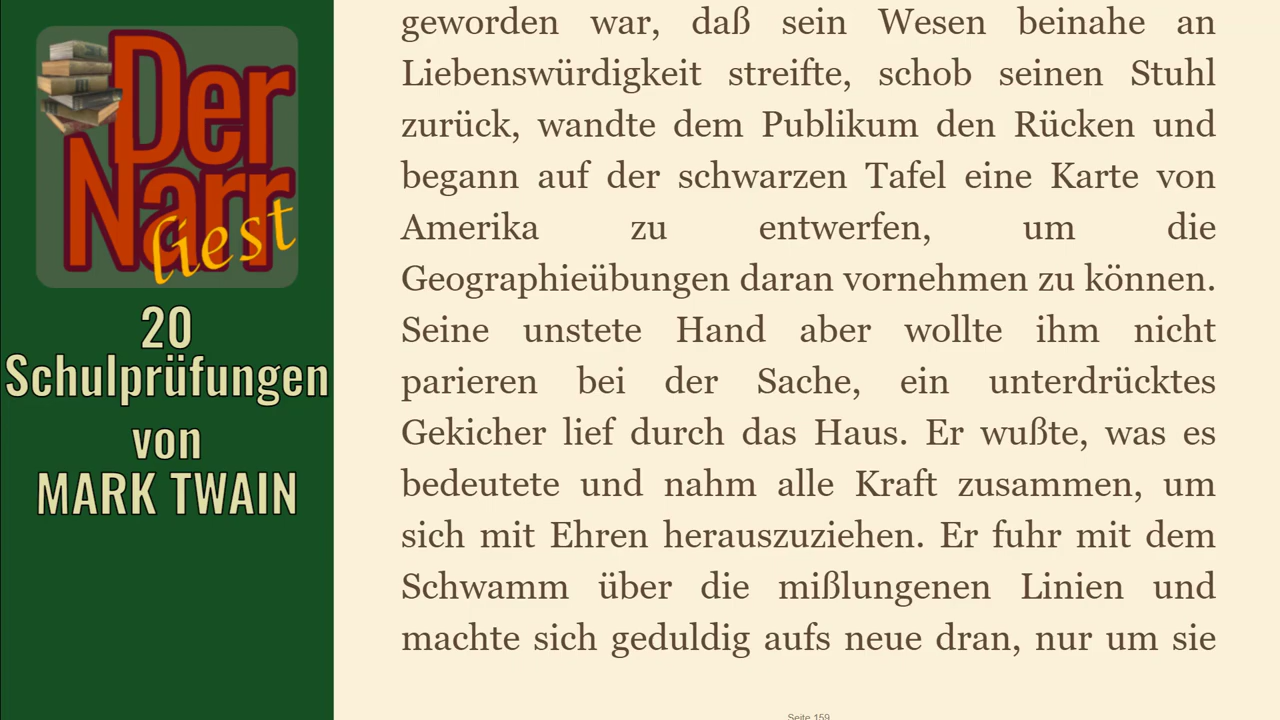 Der
Narr
liest
20
Schulprüfungen
von
MARK TWAIN
geworden war, daß sein Wesen beinahe an
Liebenswürdigkeit streifte, schob seinen Stuhl
zurück, wandte dem Publikum den Rücken und
begann auf der schwarzen Tafel eine Karte von
Amerika zu entwerfen, um die
Geographieübungen daran vornehmen zu können.
Seine unstete Hand aber wollte ihm nicht
parieren bei der Sache, ein unterdrücktes
Gekicher lief durch das Haus. Er wußte, was es
bedeutete und nahm alle Kraft zusammen, um
sich mit Ehren herauszuziehen. Er fuhr mit dem
Schwamm über die mißlungenen Linien und
machte sich geduldig aufs neue dran, nur um sie
Seite 159